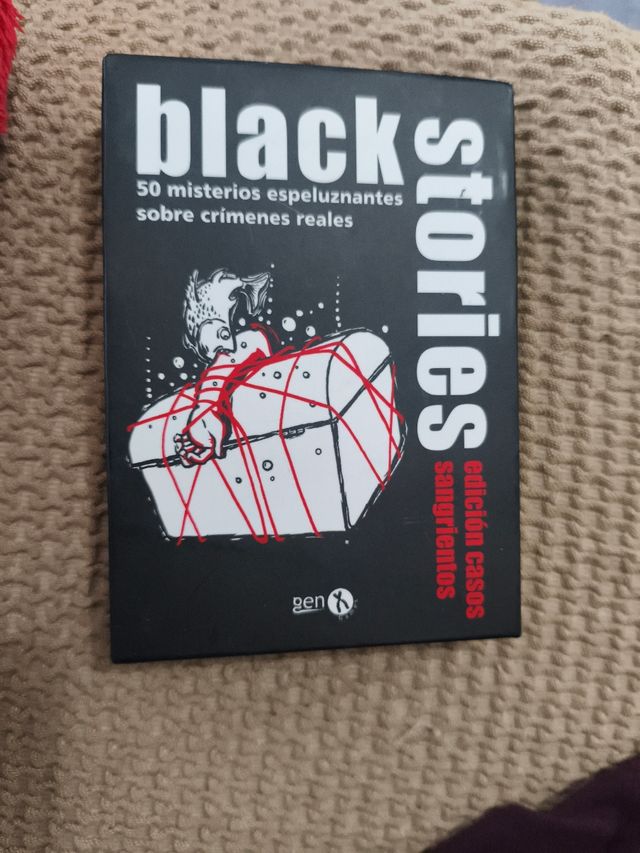 black
stories
50 misterios espeluznantes
sobre crímenes reales
edición casos
sangrientos
gen X